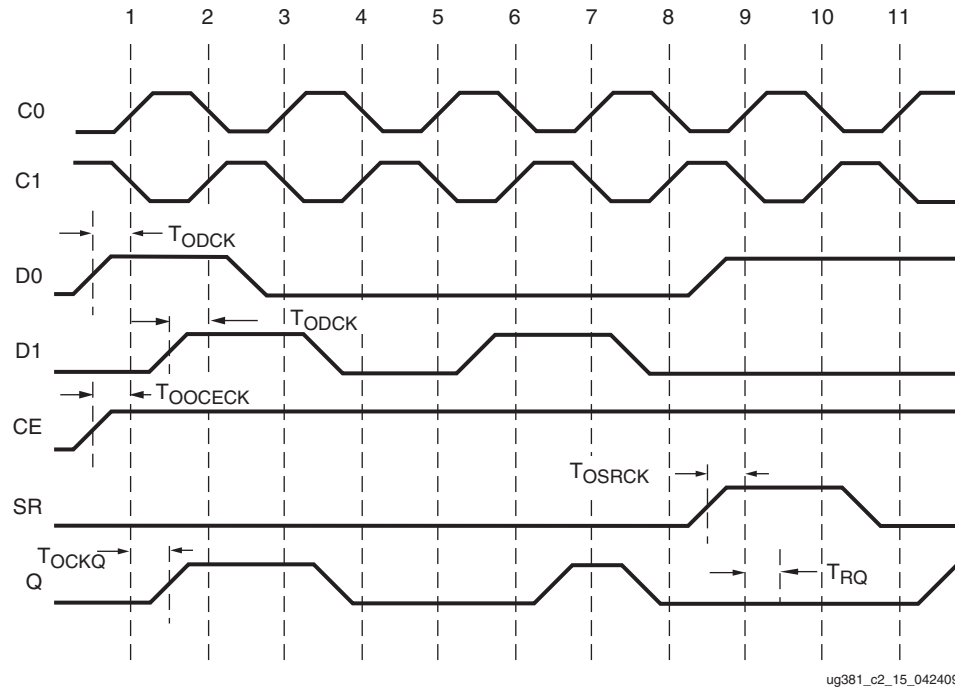 1 2 3 4 5 6 7 8 9 10 11
C0
C1
TODCK
D0
TODCK
D1
TOOCECK
CE
TOSRCK
SR
TOCKQ
TRQ
Q
ug381_c2_15_042409